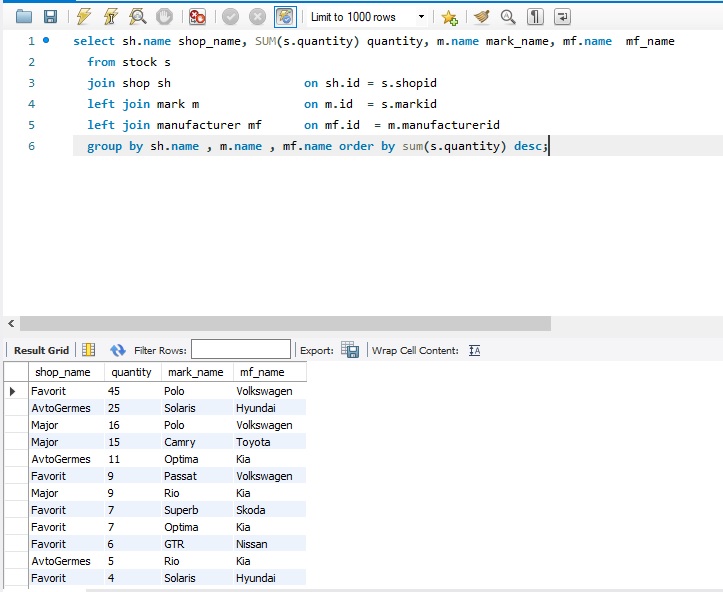 Limit to 1000 rows
1 select sh.name shop_name, SUM(s.quantity) quantity, m.name mark_name, mf.name  mf_name
2 from stock s
3 join shop sh on sh.id = s.shopid
4 left join mark m on m.id  = s.markid
5 left join manufacturer mf on mf.id  = m.manufacturerid
6 group by sh.name , m.name , mf.name order by sum(s.quantity) desc;
Result Grid Filter Rows: Export: Wrap Cell Content:
shop_name quantity mark_name mf_name
Favorit 45 Polo Volkswagen
AvtoGermes 25 Solaris Hyundai
Major 16 Polo Volkswagen
Major 15 Camry Toyota
AvtoGermes 11 Optima Kia
Favorit 9 Passat Volkswagen
Major 9 Rio Kia
Favorit 7 Superb Skoda
Favorit 7 Optima Kia
Favorit 6 GTR Nissan
AvtoGermes 5 Rio Kia
Favorit 4 Solaris Hyundai